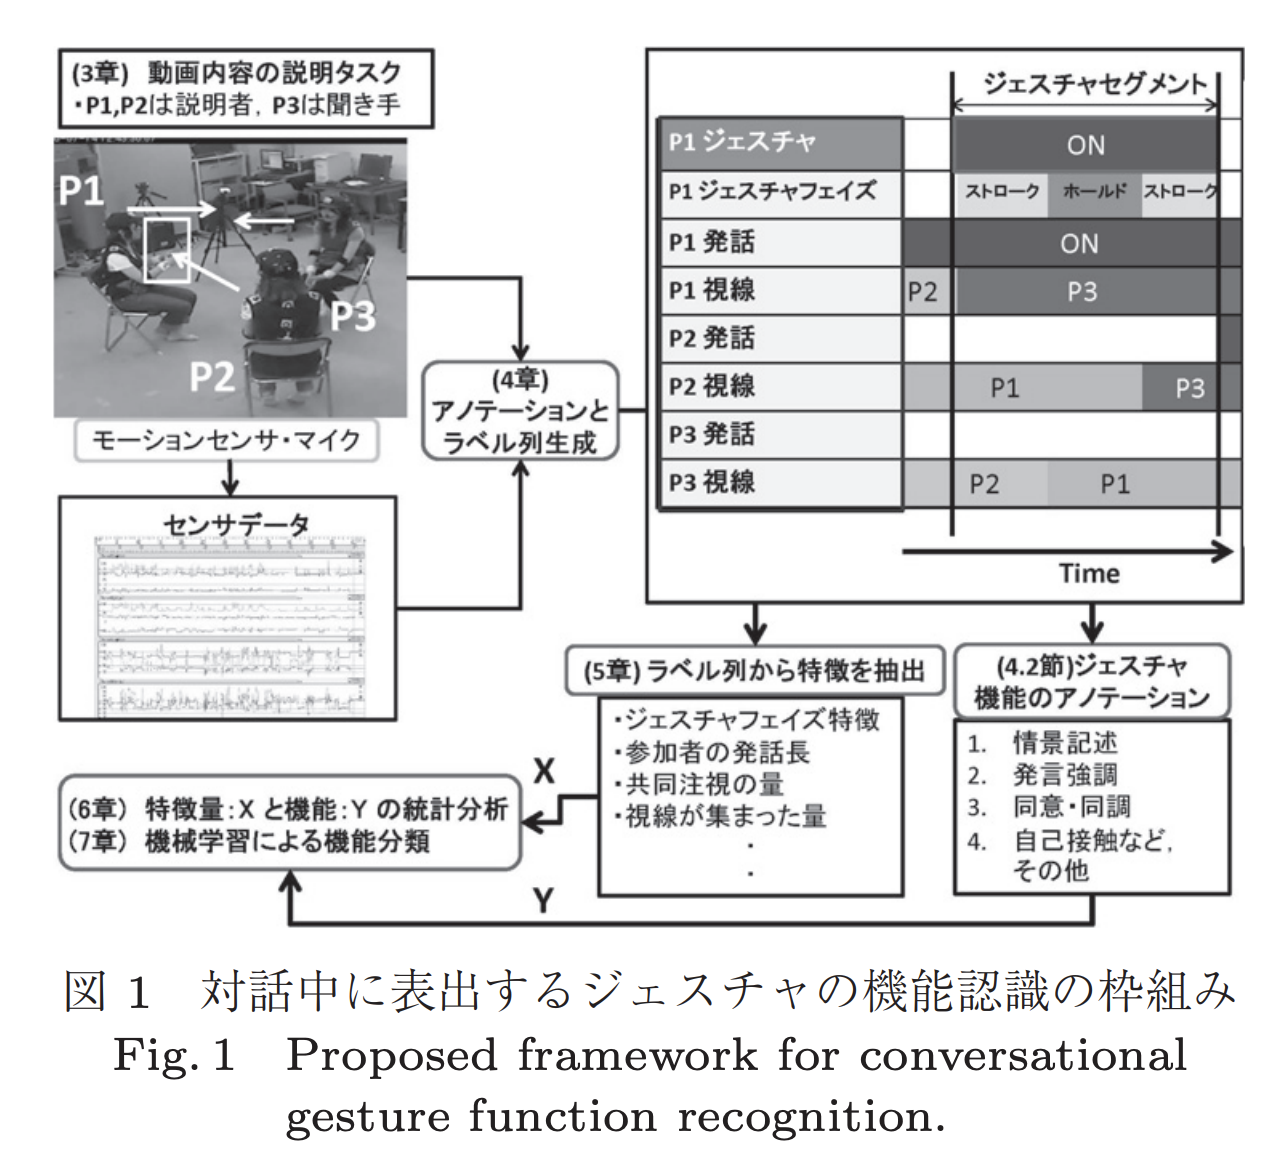 (3章) 動画内容の説明タスク
・P1,P2は説明者, P3は聞き手
P1
P3
P2
モーションセンサ・マイク
センサデータ
(4章)
アノテーションと
ラベル列生成
ジェスチャセグメント
P1 ジェスチャ ON
P1 ジェスチャフェイズ ストローク ホールド ストローク
P1 発話 ON
P1 視線 P2 P3
P2 発話
P2 視線 P1 P3
P3 発話
P3 視線 P2 P1
Time
(5章) ラベル列から特徴を抽出
・ジェスチャフェイズ特徴
・参加者の発話長
・共同注視の量
・視線が集まった量
・
・
(4.2節)ジェスチャ
機能のアノテーション
1. 情景記述
2. 発言強調
3. 同意・同調
4. 自己接触など,
その他
X
(6章) 特徴量:X と機能:Y の統計分析
(7章) 機械学習による機能分類
Y
図 1 対話中に表出するジェスチャの機能認識の枠組み
Fig. 1 Proposed framework for conversational
gesture function recognition.